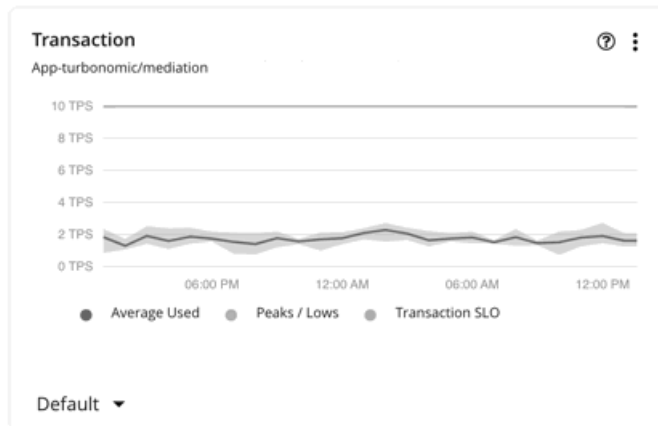 Transaction
App-turbonomic/mediation
10 TPS
8 TPS
6 TPS
4 TPS
2 TPS
0 TPS
06:00 PM 12:00 AM 06:00 AM 12:00 PM
Average Used Peaks / Lows Transaction SLO
Default